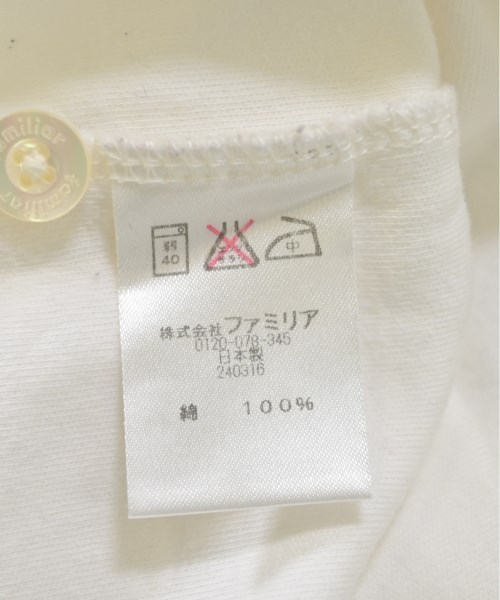 familiar
familiar
弱
40
中
株式会社ファミリア
0120-078-345
日本製
240316
綿 100%